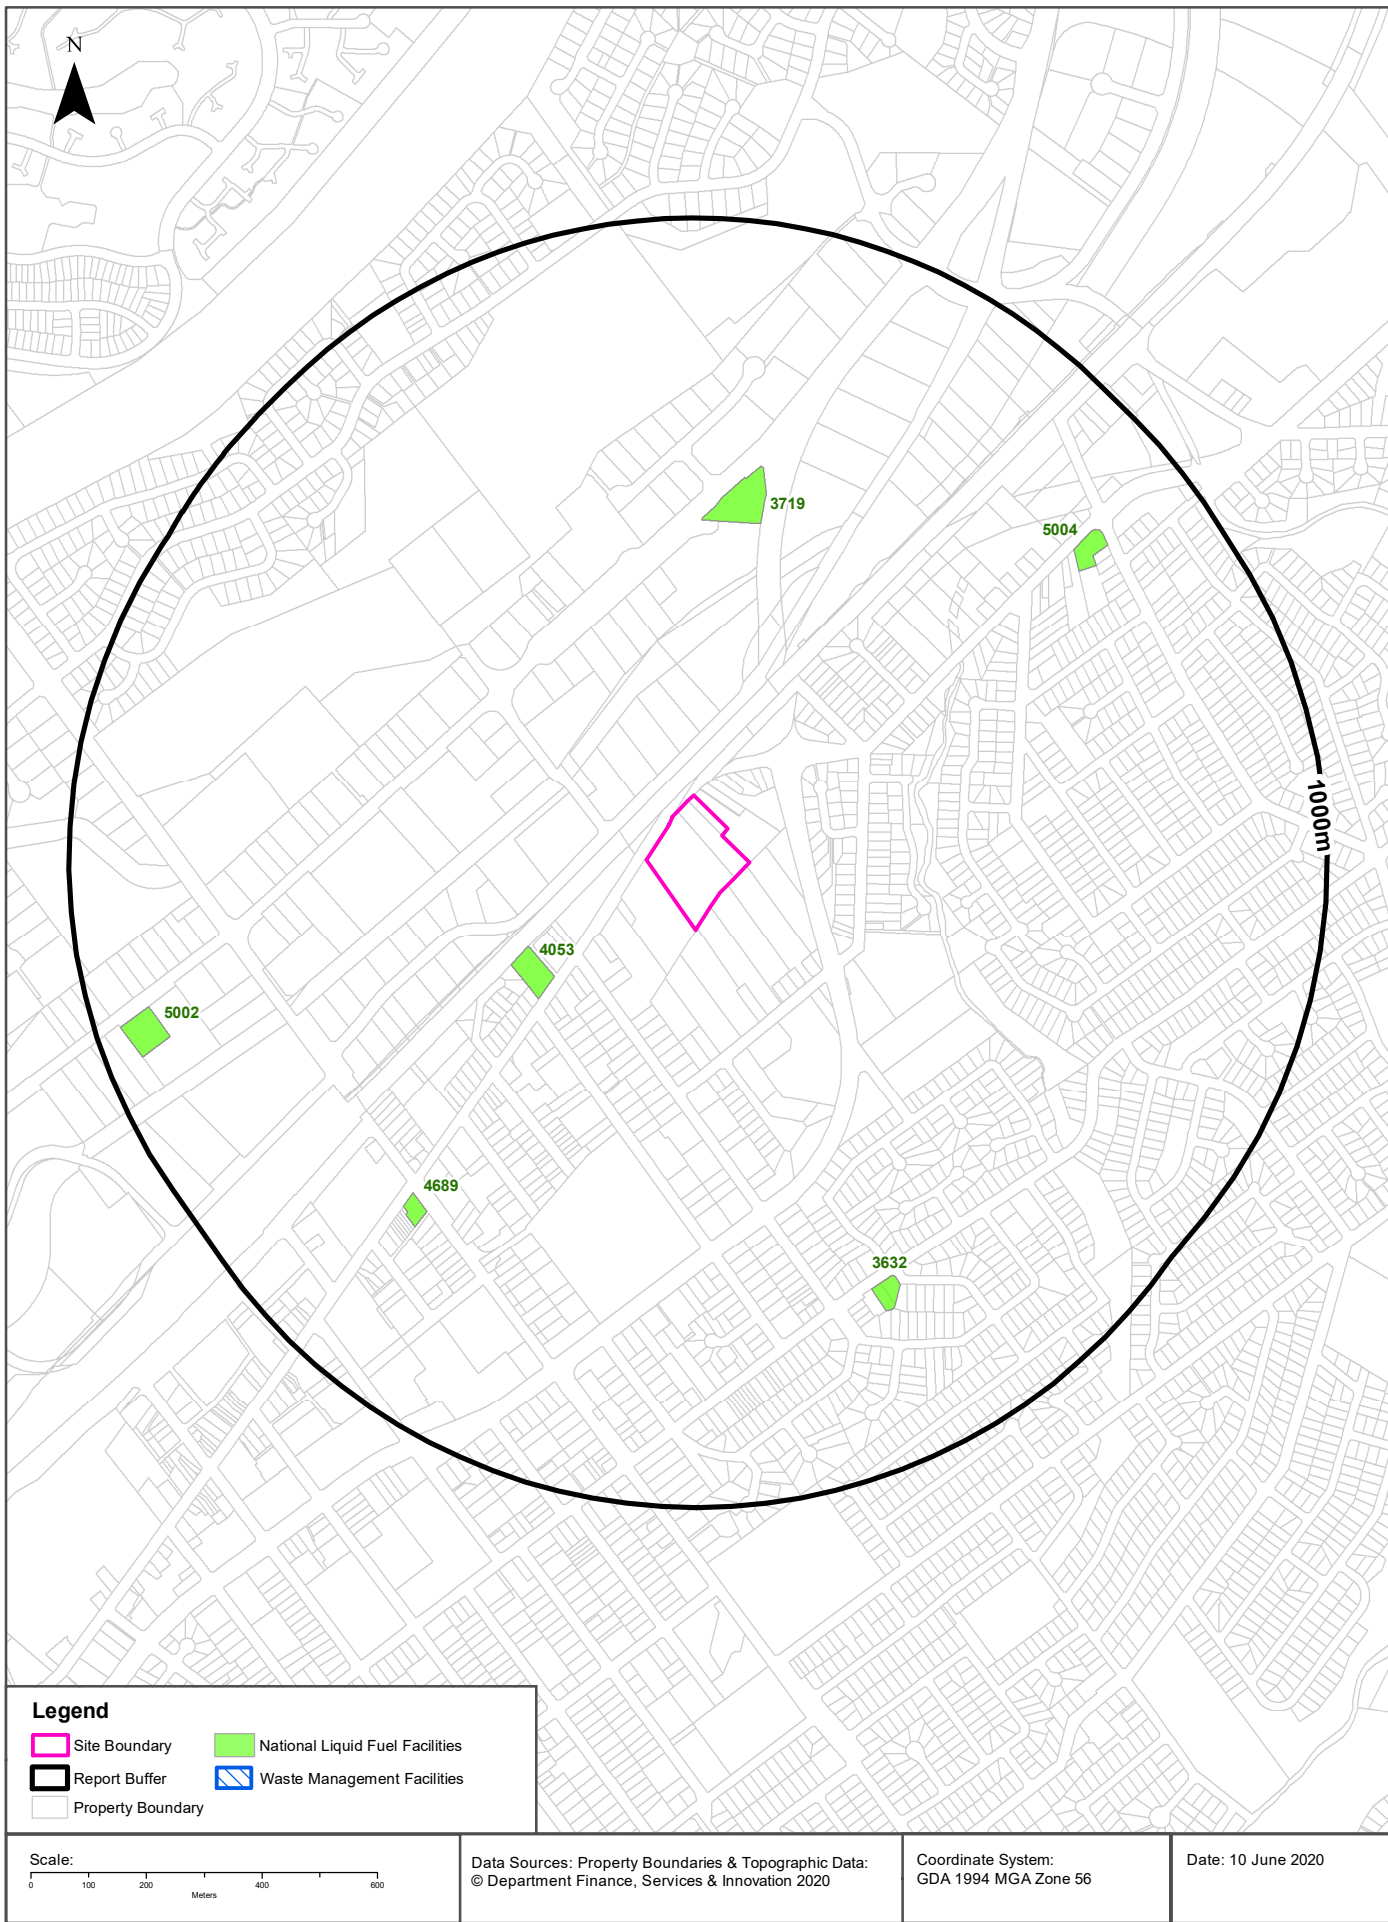 N
3719
5004
1000m
4053
5002
4689
3632
Legend
Site Boundary
National Liquid Fuel Facilities
Report Buffer
Waste Management Facilities
Property Boundary
Scale:
0 100 200 400 600
Meters
Data Sources: Property Boundaries & Topographic Data:
© Department Finance, Services & Innovation 2020
Coordinate System:
GDA 1994 MGA Zone 56
Date: 10 June 2020